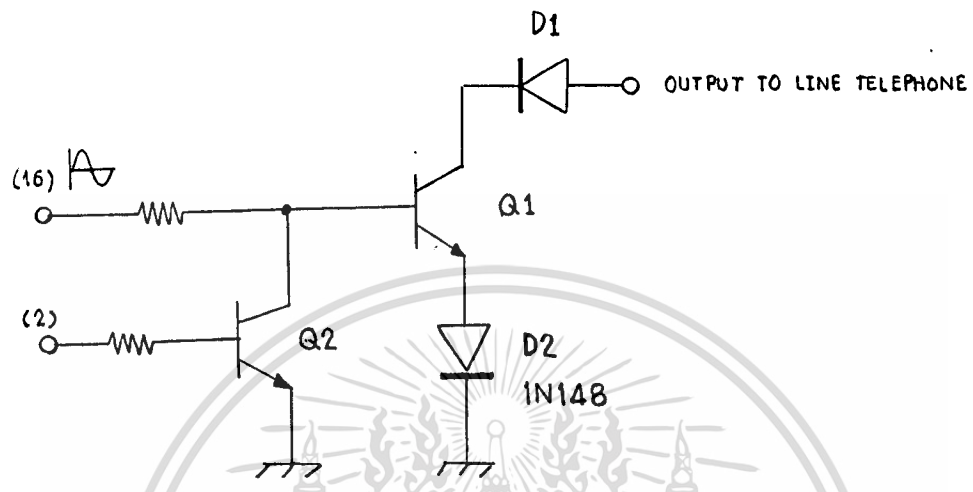 D1
OUTPUT TO LINE TELEPHONE
(16)
Q1
(2)
Q2
D2
1N148